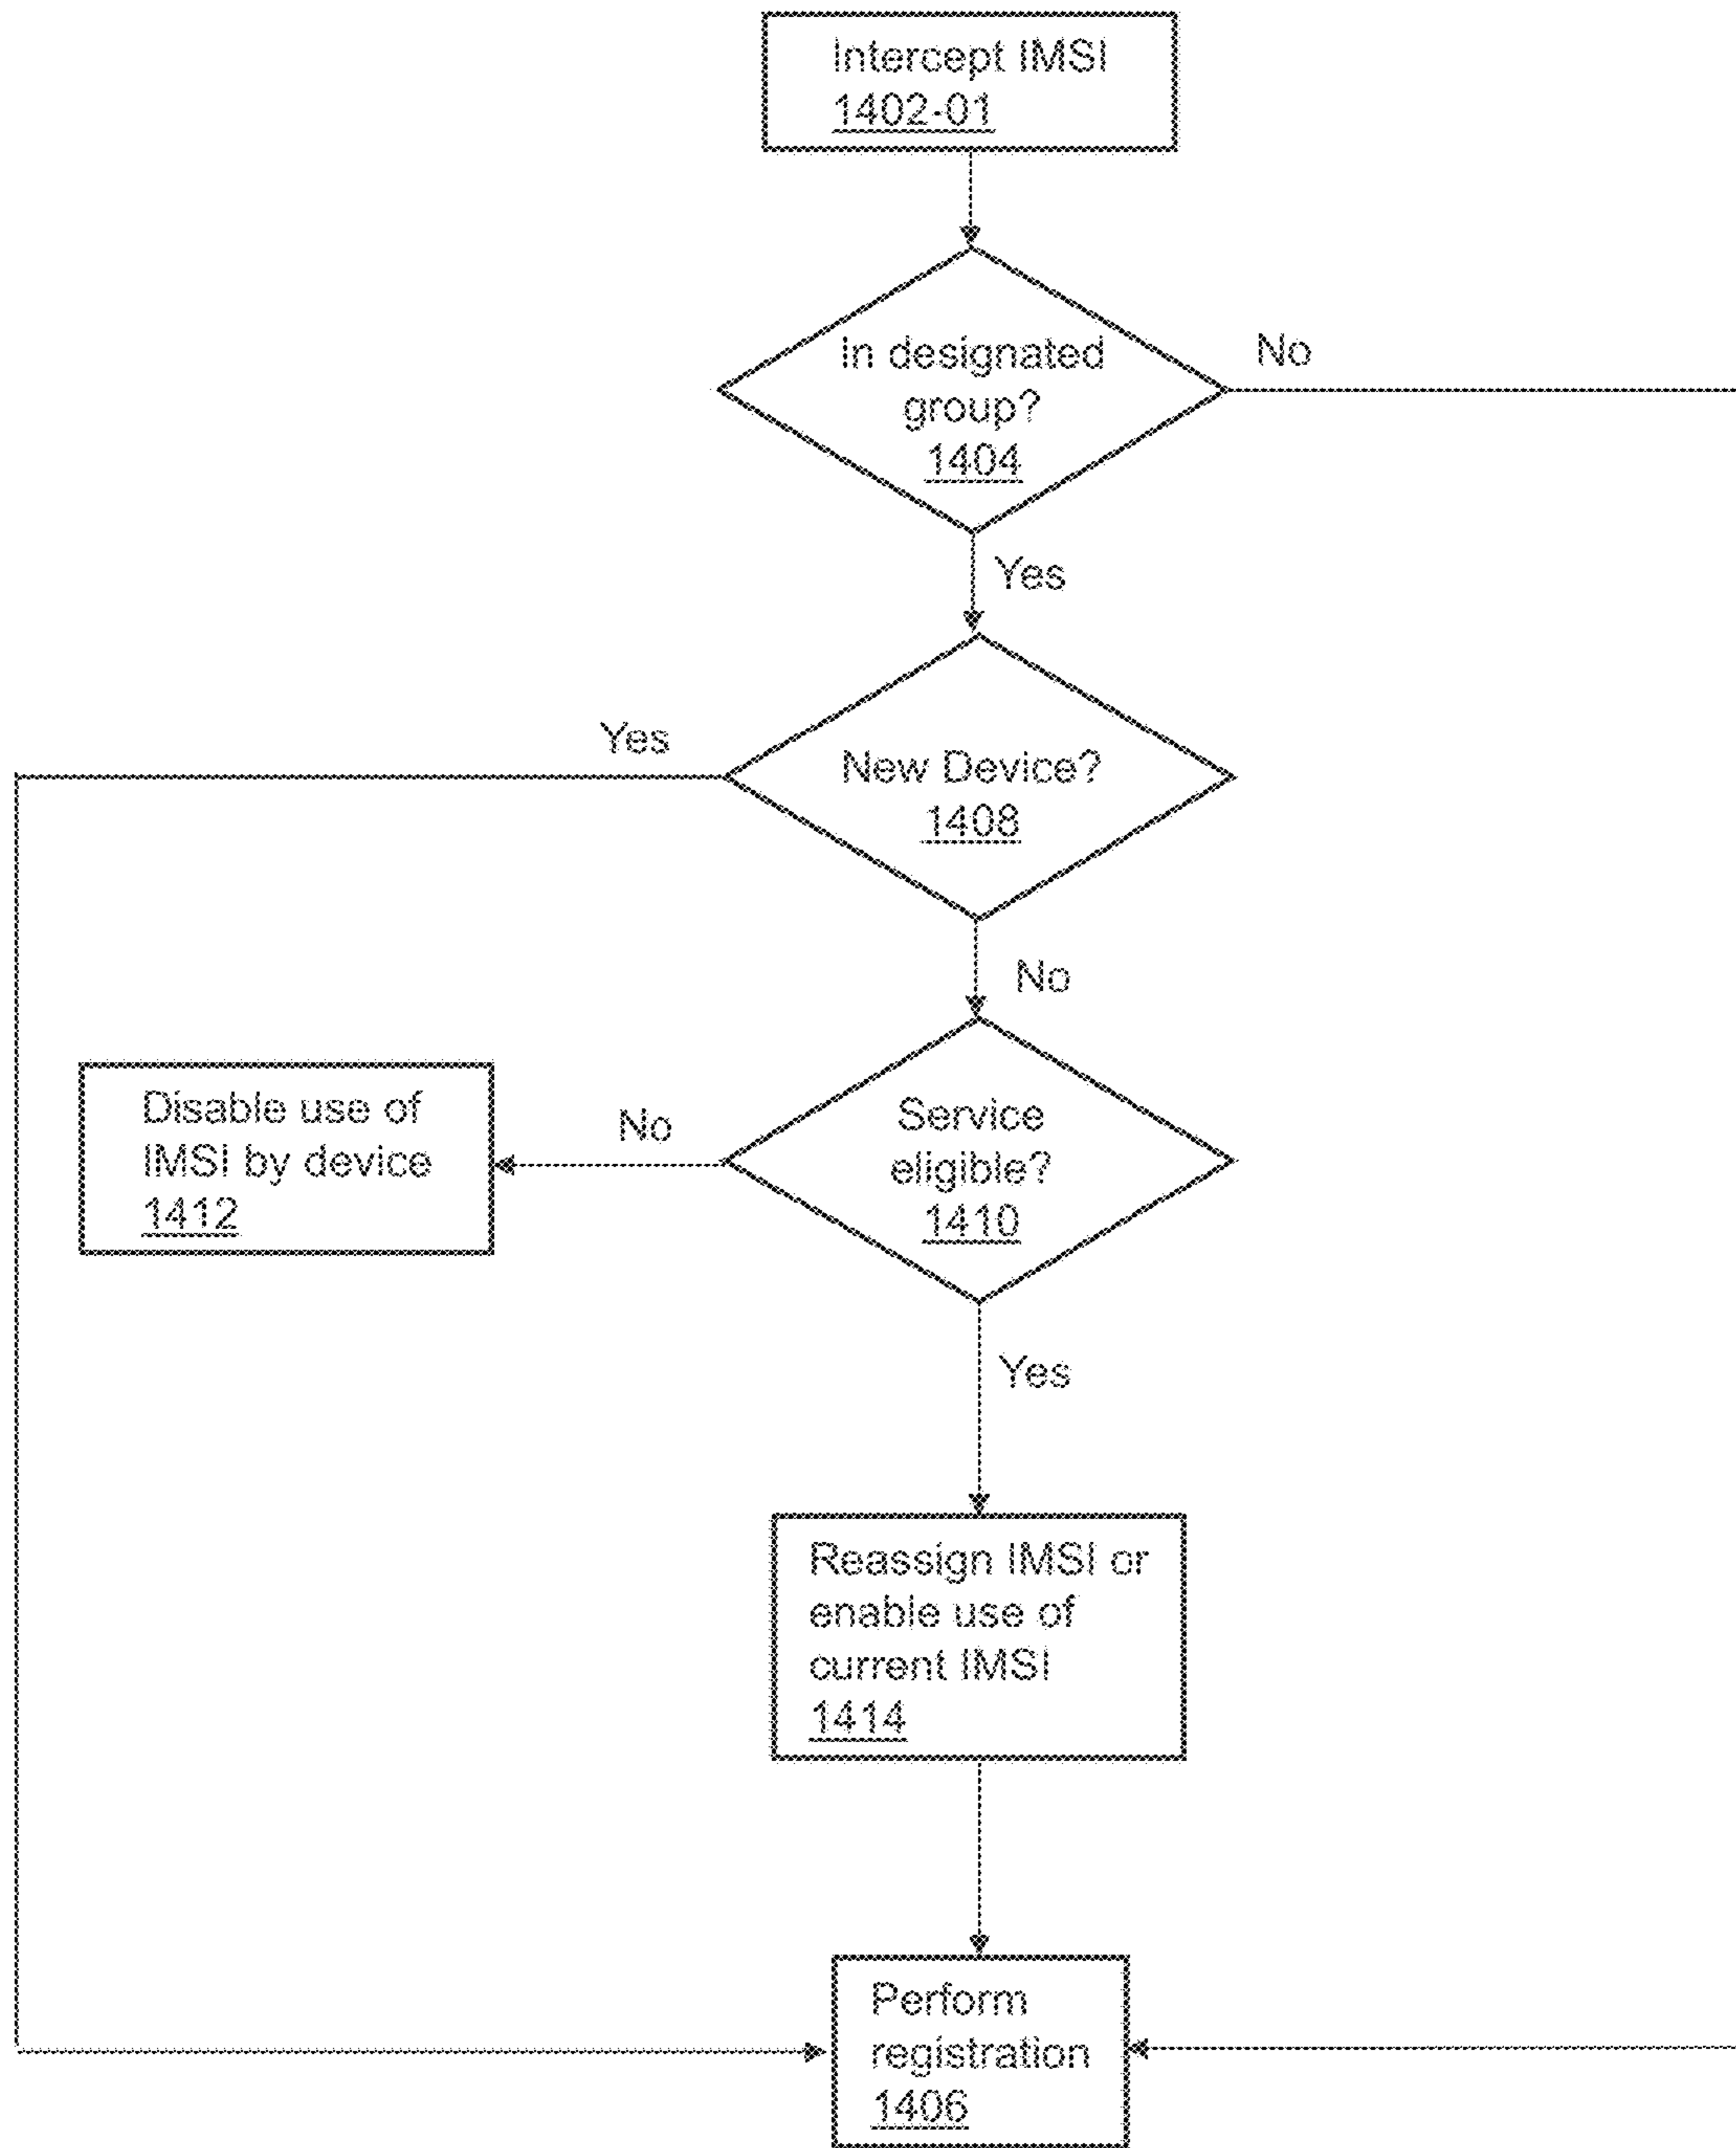 Intercept IMSI
1402-01
In designated
group?
1404
No
Yes
New Device?
1408
Yes
No
Service
eligible?
1410
No
Disable use of
IMSI by device
1412
Yes
Reassign IMSI or
enable use of
current IMSI
1414
Perform
registration
1406